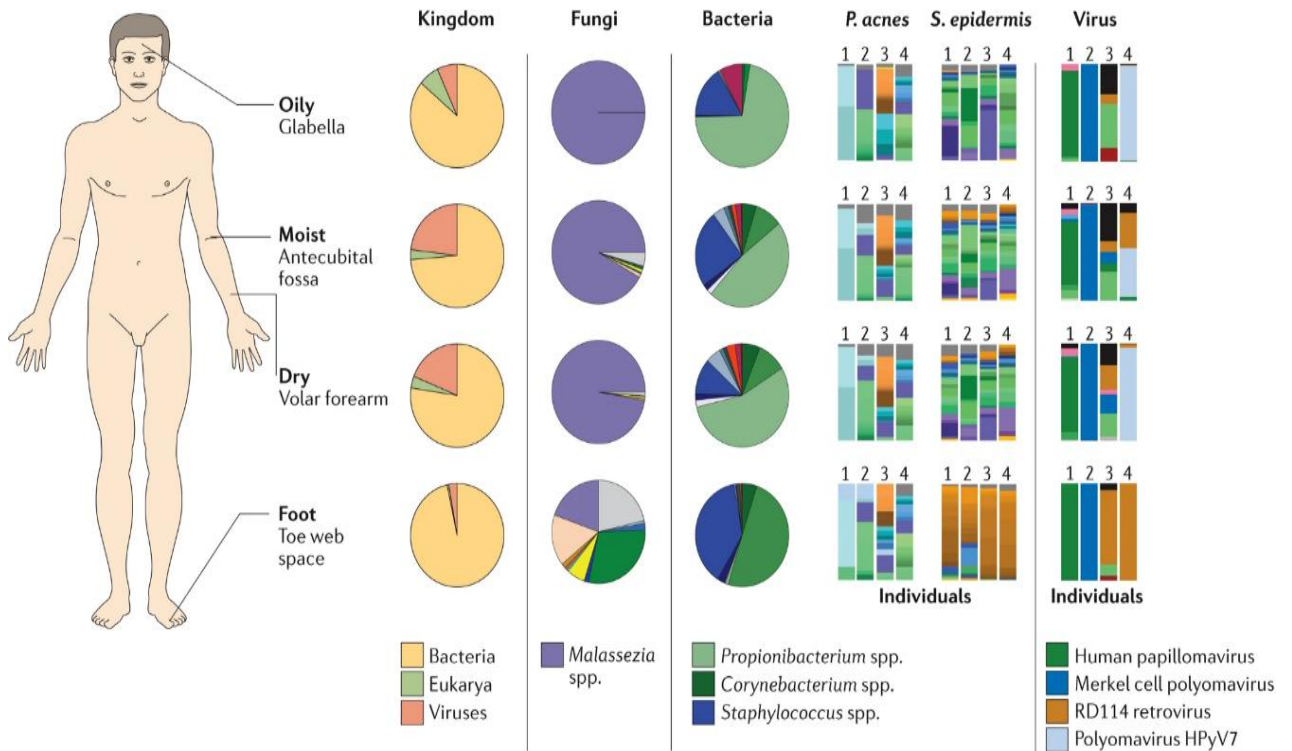 Kingdom
Fungi
Bacteria
P. acnes
S. epidermis
Virus
1 2 3 4
1 2 3 4
1 2 3 4
Oily
Glabella
1 2 3 4
1 2 3 4
1 2 3 4
Moist
Antecubital
fossa
1 2 3 4
1 2 3 4
1 2 3 4
Dry
Volar forearm
1 2 3 4
1 2 3 4
1 2 3 4
Foot
Toe web
space
Individuals
Individuals
Bacteria
Eukarya
Viruses
Malassezia
spp.
Propionibacterium spp.
Corynebacterium spp.
Staphylococcus spp.
Human papillomavirus
Merkel cell polyomavirus
RD114 retrovirus
Polyomavirus HPyV7